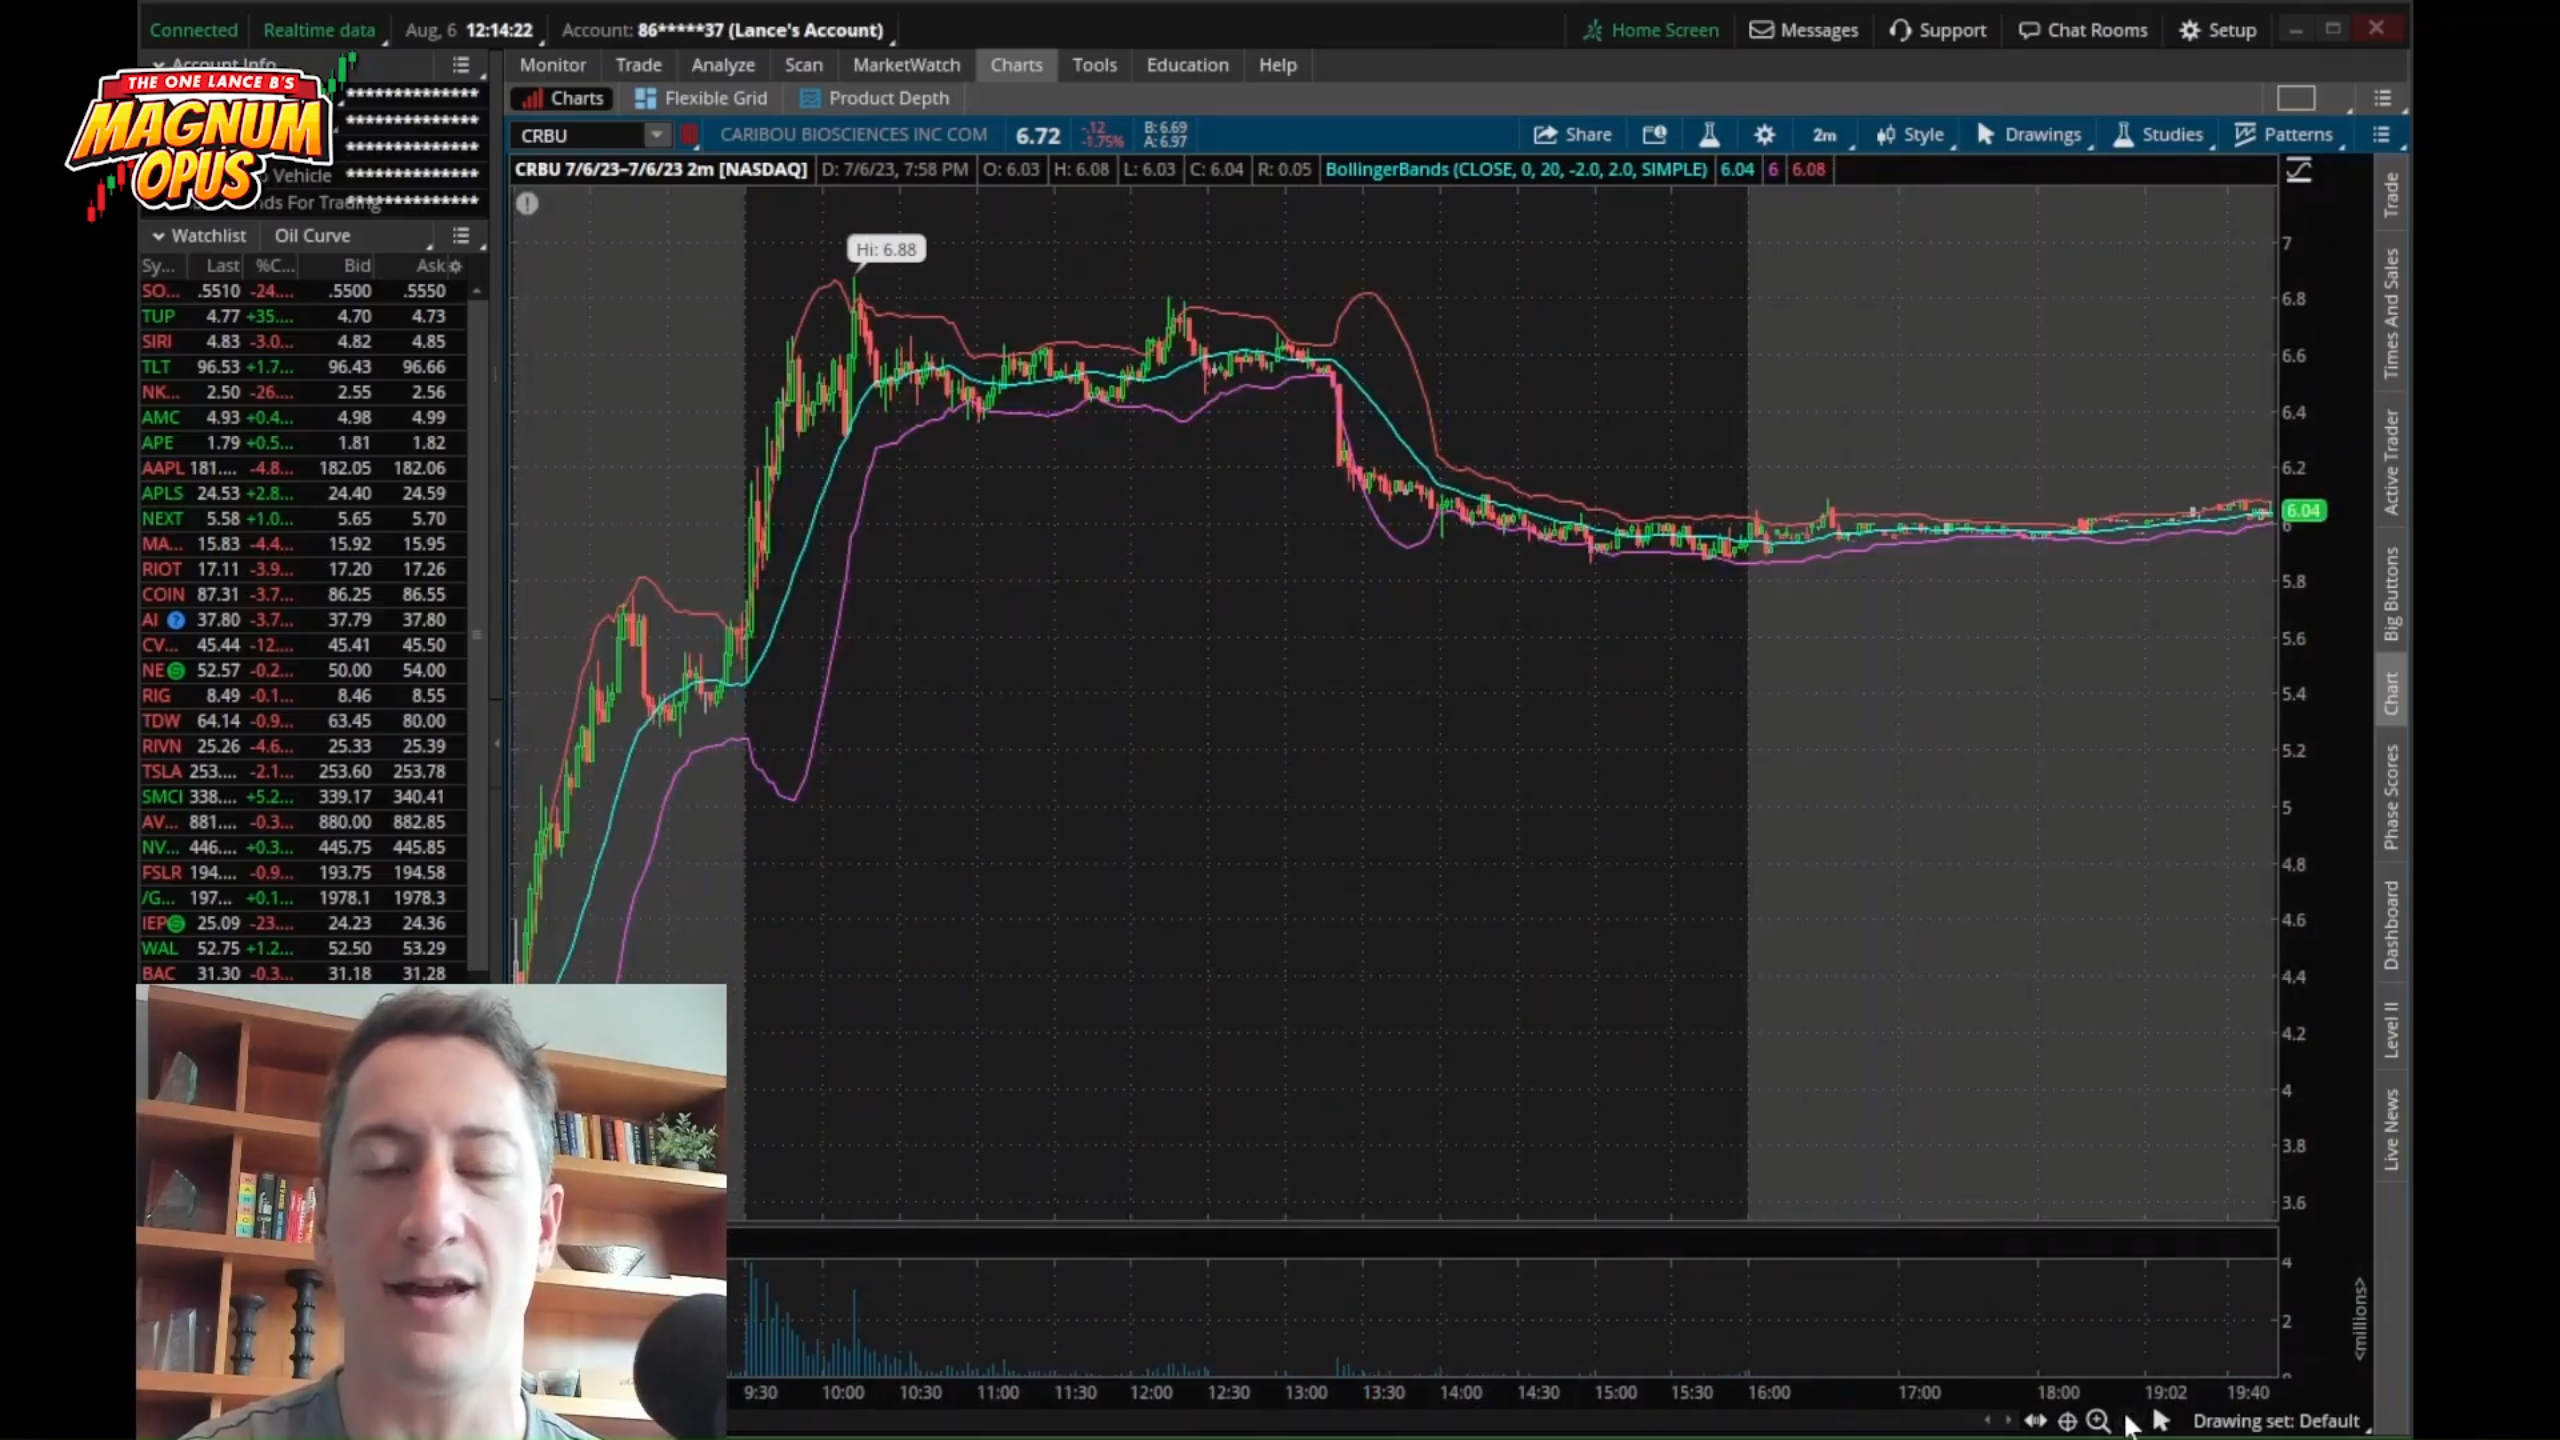 Connected Realtime data Aug, 6 12:14:22 Account: 86*****37 (Lance's Account) Home Screen Messages Support Chat Rooms Setup
Account Info
THE ONE LANCE B'S
MAGNUM
OPUS
**************
**************
**************
Vehicle **************
nds For Trading **************
Monitor Trade Analyze Scan MarketWatch Charts Tools Education Help
Charts Flexible Grid Product Depth
CRBU CARIBOU BIOSCIENCES INC COM 6.72 -.12 -1.75% B: 6.69 A: 6.97 Share 2m Style Drawings Studies Patterns
CRBU 7/6/23–7/6/23 2m [NASDAQ] D: 7/6/23, 7:58 PM O: 6.03 H: 6.08 L: 6.03 C: 6.04 R: 0.05 BollingerBands (CLOSE, 0, 20, -2.0, 2.0, SIMPLE) 6.04 6 6.08
Watchlist Oil Curve
Sy... Last %C... Bid Ask
SO... .5510 -24.... .5500 .5550
TUP 4.77 +35.... 4.70 4.73
SIRI 4.83 -3.0... 4.82 4.85
TLT 96.53 +1.7... 96.43 96.66
NK... 2.50 -26.... 2.55 2.56
AMC 4.93 +0.4... 4.98 4.99
APE 1.79 +0.5... 1.81 1.82
AAPL 181.... -4.8... 182.05 182.06
APLS 24.53 +2.8... 24.40 24.59
NEXT 5.58 +1.0... 5.65 5.70
MA... 15.83 -4.4... 15.92 15.95
RIOT 17.11 -3.9... 17.20 17.26
COIN 87.31 -3.7... 86.25 86.55
AI ? 37.80 -3.7... 37.79 37.80
CV... 45.44 -12.... 45.41 45.50
NE 52.57 -0.2... 50.00 54.00
RIG 8.49 -0.1... 8.46 8.55
TDW 64.14 -0.9... 63.45 80.00
RIVN 25.26 -4.6... 25.33 25.39
TSLA 253.... -2.1... 253.60 253.78
SMCI 338.... +5.2... 339.17 340.41
AV... 881.... -0.3... 880.00 882.85
NV... 446.... +0.3... 445.75 445.85
FSLR 194.... -0.9... 193.75 194.58
/G... 197... +0.1... 1978.1 1978.3
IEP 25.09 -23.... 24.23 24.36
WAL 52.75 +1.2... 52.50 53.29
BAC 31.30 -0.3... 31.18 31.28
Hi: 6.88
7
6.8
6.6
6.4
6.2
6.04
6
5.8
5.6
5.4
5.2
5
4.8
4.6
4.4
4.2
4
3.8
3.6
4
2
<millions>
9:30 10:00 10:30 11:00 11:30 12:00 12:30 13:00 13:30 14:00 14:30 15:00 15:30 16:00 17:00 18:00 19:02 19:40
Drawing set: Default
Trade
Times And Sales
Active Trader
Big Buttons
Chart
Phase Scores
Dashboard
Level II
Live News